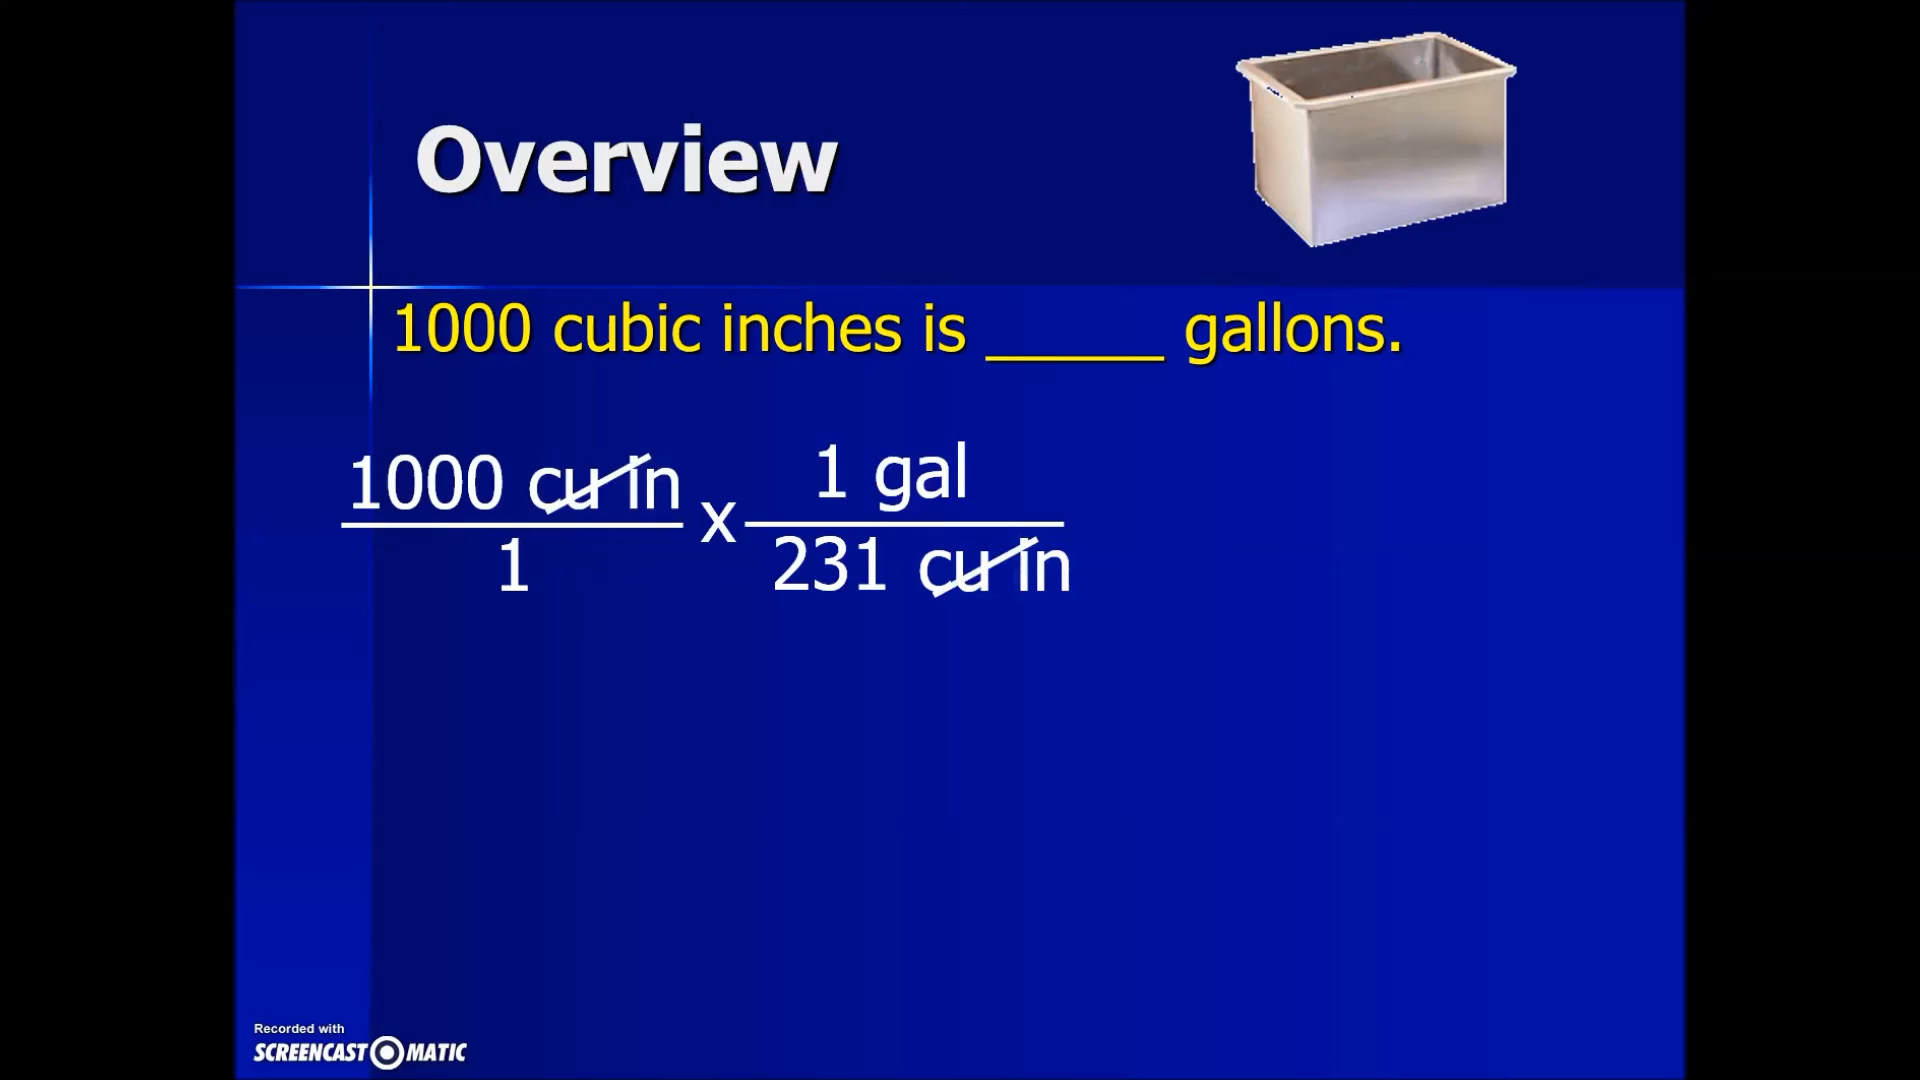 Overview
1000 cubic inches is _____ gallons.
1000 cu in
1
x
1 gal
231 cu in
Recorded with
SCREENCAST-O-MATIC